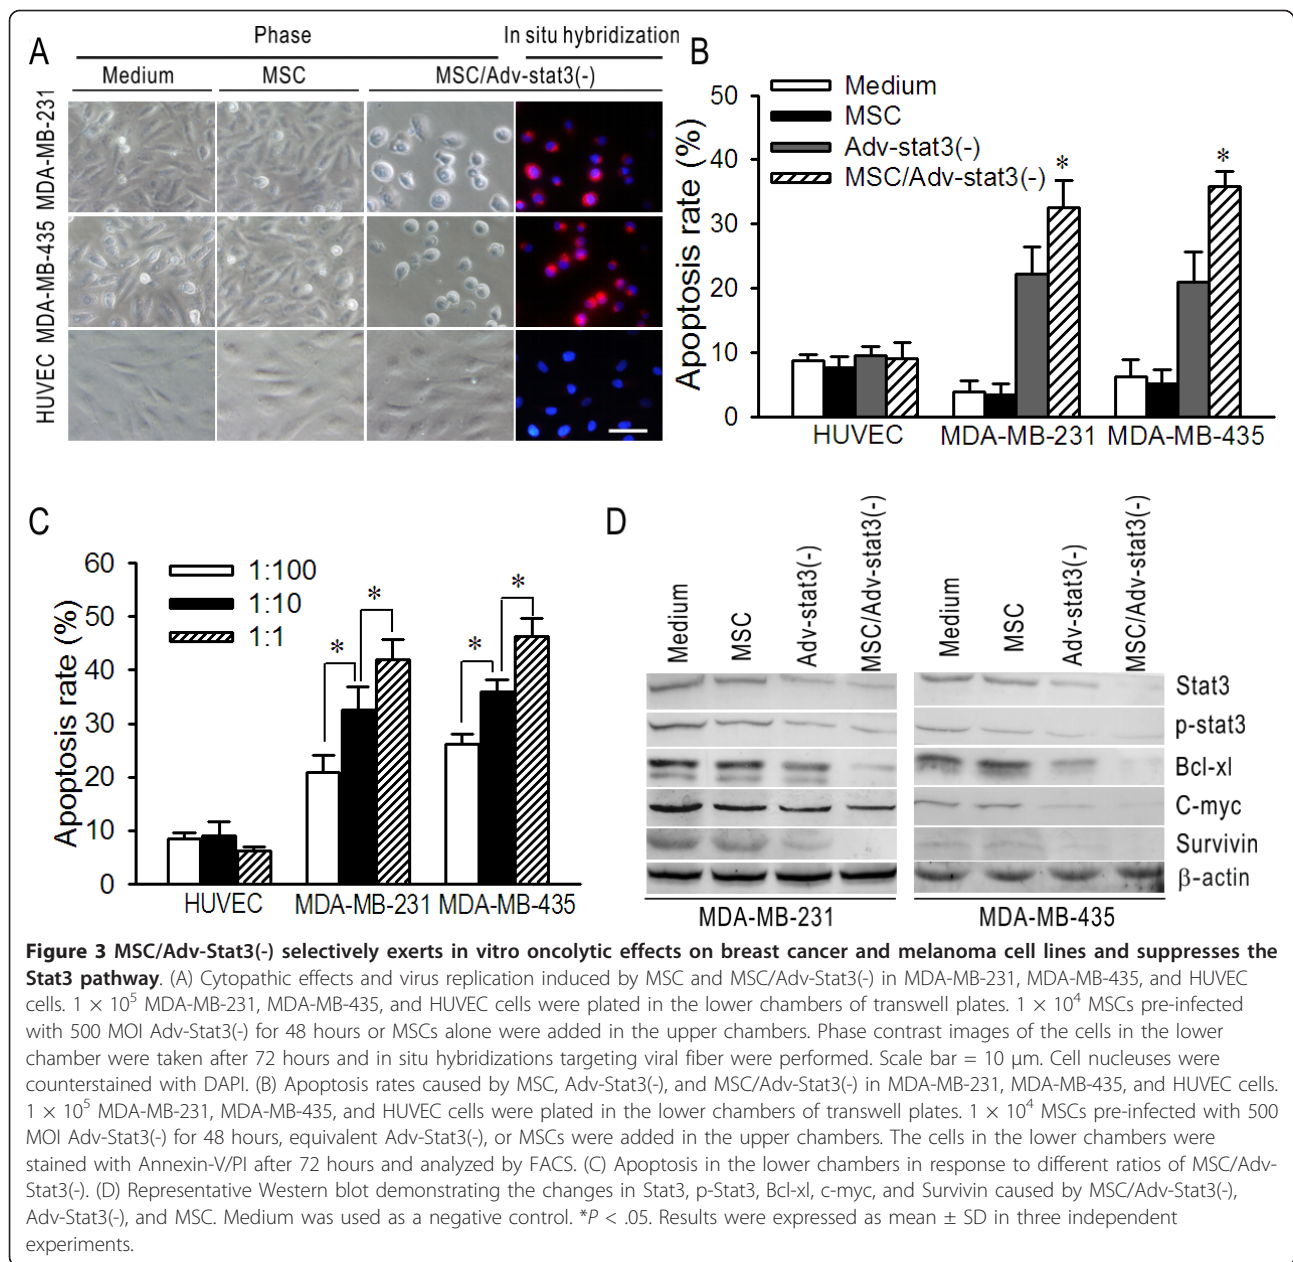 A
Phase
In situ hybridization
Medium
MSC
MSC/Adv-stat3(-)
MDA-MB-231
MDA-MB-435
HUVEC
B
Medium
MSC
Adv-stat3(-)
MSC/Adv-stat3(-)
Apoptosis rate (%)
50
40
30
20
10
0
*
*
HUVEC
MDA-MB-231
MDA-MB-435
C
1:100
1:10
1:1
Apoptosis rate (%)
60
50
40
30
20
10
0
*
*
*
*
HUVEC
MDA-MB-231
MDA-MB-435
D
Medium
MSC
Adv-stat3(-)
MSC/Adv-stat3(-)
Medium
MSC
Adv-stat3(-)
MSC/Adv-stat3(-)
Stat3
p-stat3
Bcl-xl
C-myc
Survivin
β-actin
MDA-MB-231
MDA-MB-435
Figure 3 MSC/Adv-Stat3(-) selectively exerts in vitro oncolytic effects on breast cancer and melanoma cell lines and suppresses the
Stat3 pathway. (A) Cytopathic effects and virus replication induced by MSC and MSC/Adv-Stat3(-) in MDA-MB-231, MDA-MB-435, and HUVEC
cells. 1 × 10⁵ MDA-MB-231, MDA-MB-435, and HUVEC cells were plated in the lower chambers of transwell plates. 1 × 10⁴ MSCs pre-infected
with 500 MOI Adv-Stat3(-) for 48 hours or MSCs alone were added in the upper chambers. Phase contrast images of the cells in the lower
chamber were taken after 72 hours and in situ hybridizations targeting viral fiber were performed. Scale bar = 10 μm. Cell nucleuses were
counterstained with DAPI. (B) Apoptosis rates caused by MSC, Adv-Stat3(-), and MSC/Adv-Stat3(-) in MDA-MB-231, MDA-MB-435, and HUVEC cells.
1 × 10⁵ MDA-MB-231, MDA-MB-435, and HUVEC cells were plated in the lower chambers of transwell plates. 1 × 10⁴ MSCs pre-infected with 500
MOI Adv-Stat3(-) for 48 hours, equivalent Adv-Stat3(-), or MSCs were added in the upper chambers. The cells in the lower chambers were
stained with Annexin-V/PI after 72 hours and analyzed by FACS. (C) Apoptosis in the lower chambers in response to different ratios of MSC/Adv-
Stat3(-). (D) Representative Western blot demonstrating the changes in Stat3, p-Stat3, Bcl-xl, c-myc, and Survivin caused by MSC/Adv-Stat3(-),
Adv-Stat3(-), and MSC. Medium was used as a negative control. *P < .05. Results were expressed as mean ± SD in three independent
experiments.